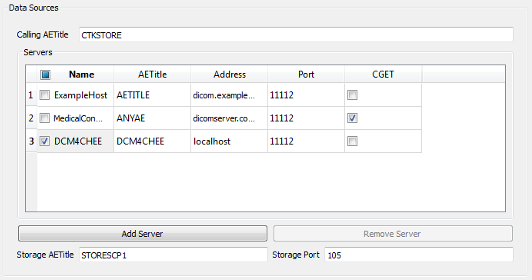 Data Sources
Calling AETitle CTKSTORE
Servers
Name AETitle Address Port CGET
1 ExampleHost AETITLE dicom.example... 11112
2 MedicalCon... ANYAE dicomserver.co... 11112
3 DCM4CHEE DCM4CHEE localhost 11112
Add Server Remove Server
Storage AETitle STORESCP1 Storage Port 105